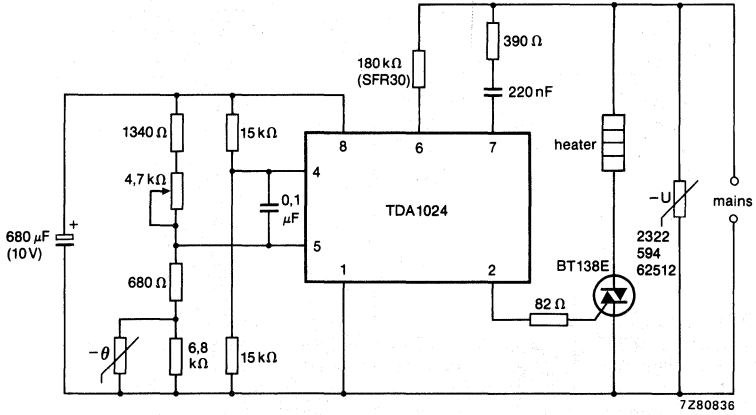 390 Ω
180 kΩ
(SFR30)
220 nF
1340 Ω
15 kΩ
8
6
7
heater
4,7 kΩ
4
0,1
μF
TDA1024
-U
mains
+
680 μF
(10 V)
5
2322
594
62512
680 Ω
1
2
BT138E
82 Ω
-θ
6,8
kΩ
15 kΩ
7Z80836